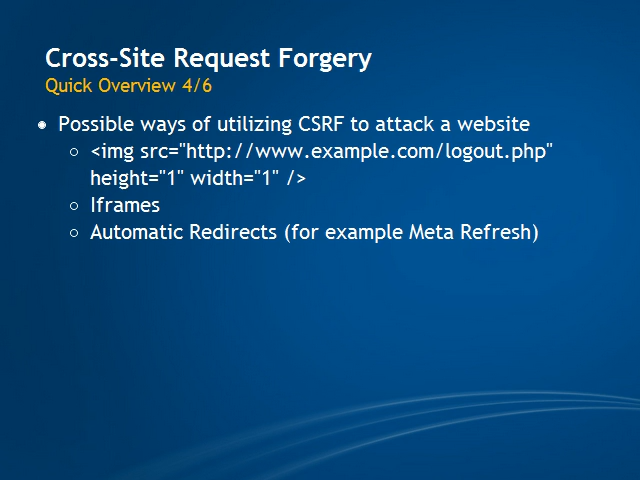 Cross-Site Request Forgery
Quick Overview 4/6
Possible ways of utilizing CSRF to attack a website
<img src="http://www.example.com/logout.php"
height="1" width="1" />
Iframes
Automatic Redirects (for example Meta Refresh)